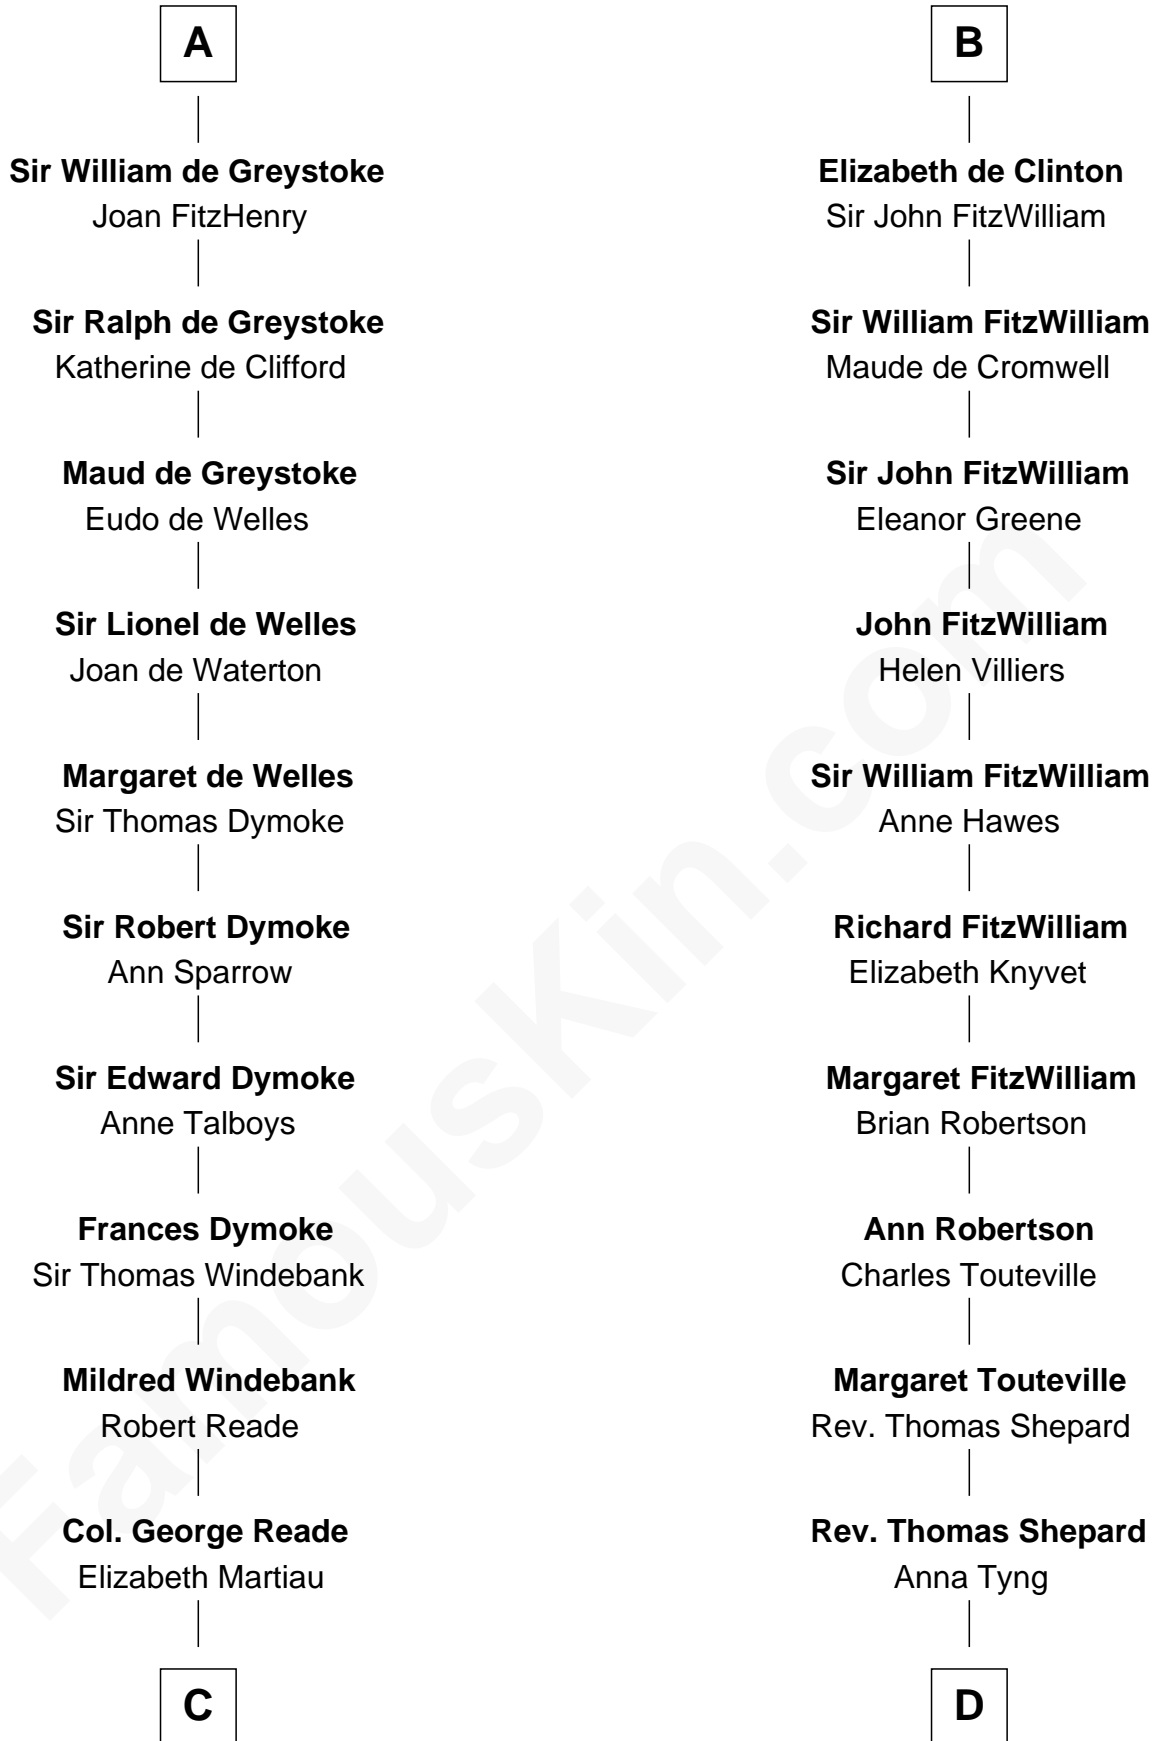 A
Sir William de Greystoke
Joan FitzHenry
Sir Ralph de Greystoke
Katherine de Clifford
Maud de Greystoke
Eudo de Welles
Sir Lionel de Welles
Joan de Waterton
Margaret de Welles
Sir Thomas Dymoke
Sir Robert Dymoke
Ann Sparrow
Sir Edward Dymoke
Anne Talboys
Frances Dymoke
Sir Thomas Windebank
Mildred Windebank
Robert Reade
Col. George Reade
Elizabeth Martiau
C
B
Elizabeth de Clinton
Sir John FitzWilliam
Sir William FitzWilliam
Maude de Cromwell
Sir John FitzWilliam
Eleanor Greene
John FitzWilliam
Helen Villiers
Sir William FitzWilliam
Anne Hawes
Richard FitzWilliam
Elizabeth Knyvet
Margaret FitzWilliam
Brian Robertson
Ann Robertson
Charles Touteville
Margaret Touteville
Rev. Thomas Shepard
Rev. Thomas Shepard
Anna Tyng
D
FamousKin.com